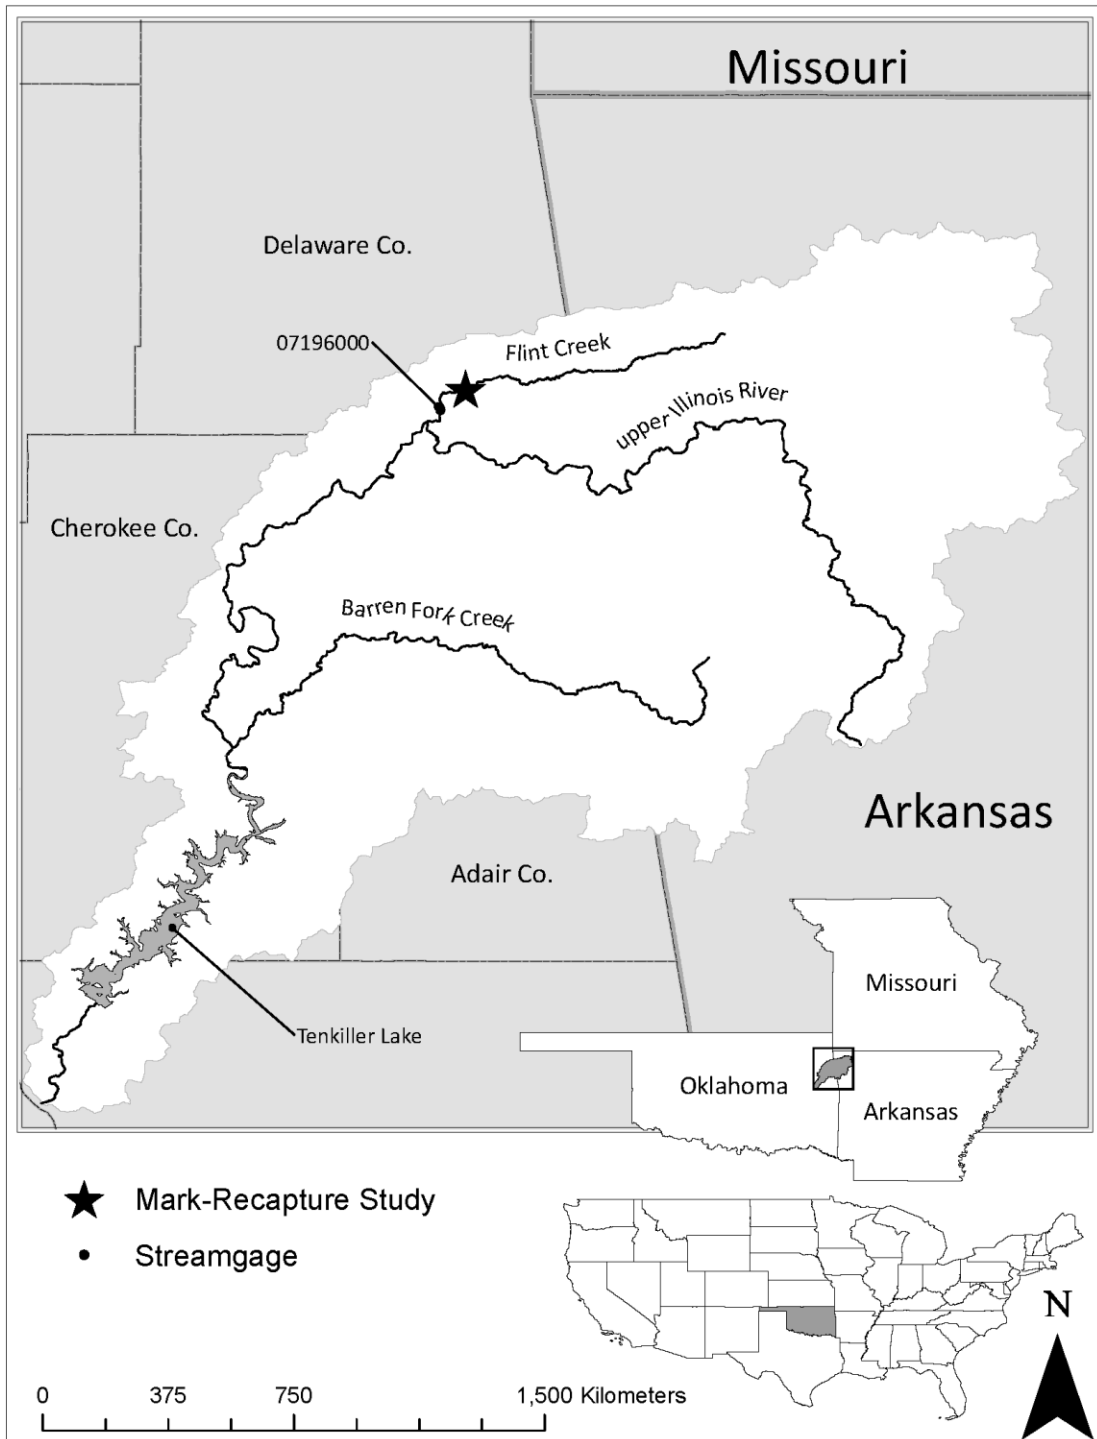 Missouri
Delaware Co.
07196000
Flint Creek
upper Illinois River
Cherokee Co.
Barren Fork Creek
Arkansas
Adair Co.
Tenkiller Lake
Missouri
Oklahoma
Arkansas
Mark-Recapture Study
Streamgage
N
0 375 750 1,500 Kilometers